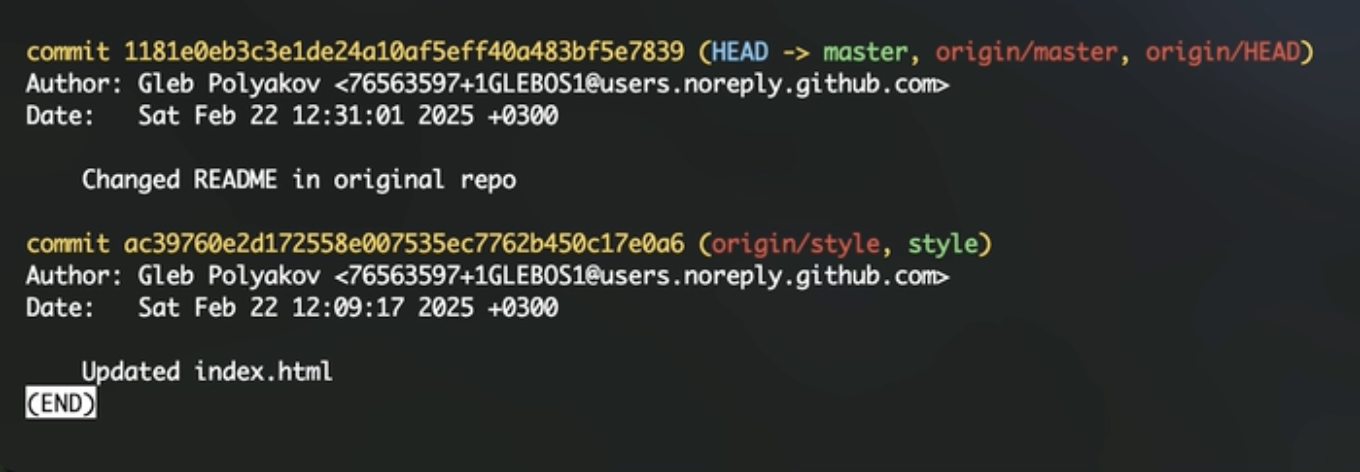 commit 1181e0eb3c3e1de24a10af5eff40a483bf5e7839 (HEAD -> master, origin/master, origin/HEAD)
Author: Gleb Polyakov <76563597+1GLEBOS1@users.noreply.github.com>
Date:   Sat Feb 22 12:31:01 2025 +0300
Changed README in original repo
commit ac39760e2d172558e007535ec7762b450c17e0a6 (origin/style, style)
Author: Gleb Polyakov <76563597+1GLEBOS1@users.noreply.github.com>
Date:   Sat Feb 22 12:09:17 2025 +0300
Updated index.html
(END)